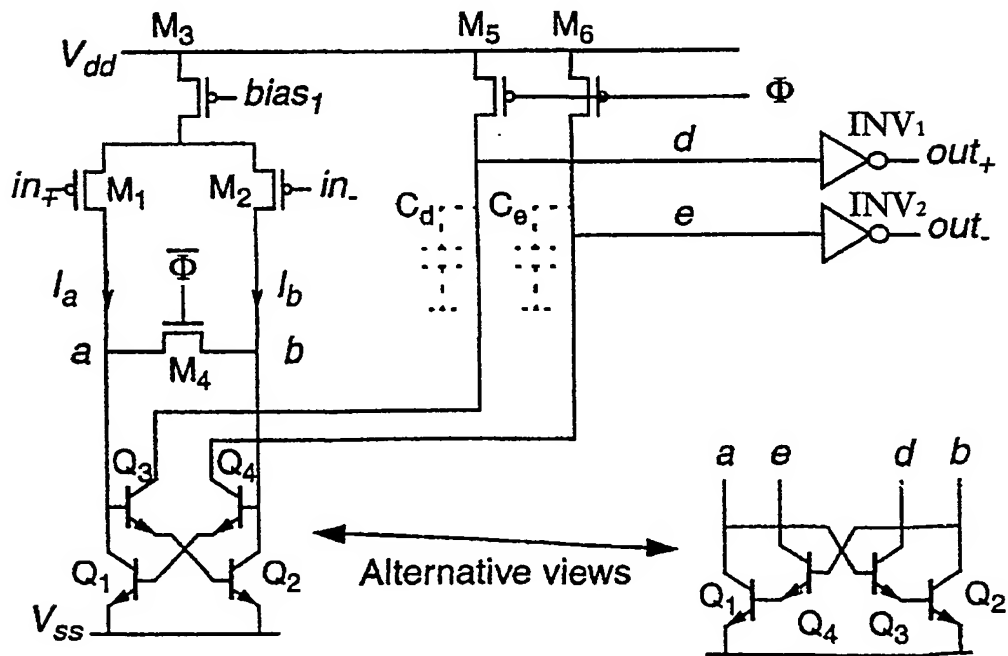 M3 M5 M6
Vdd
bias1 Φ
INV1
d out+
in+ M1 M2 in-
Cd Ce INV2
e out-
Φ̅
Ia Ib
a b
M4
a e d b
Q3 Q4
Q1 Q2 Alternative views
Q1 Q4 Q3 Q2
Vss